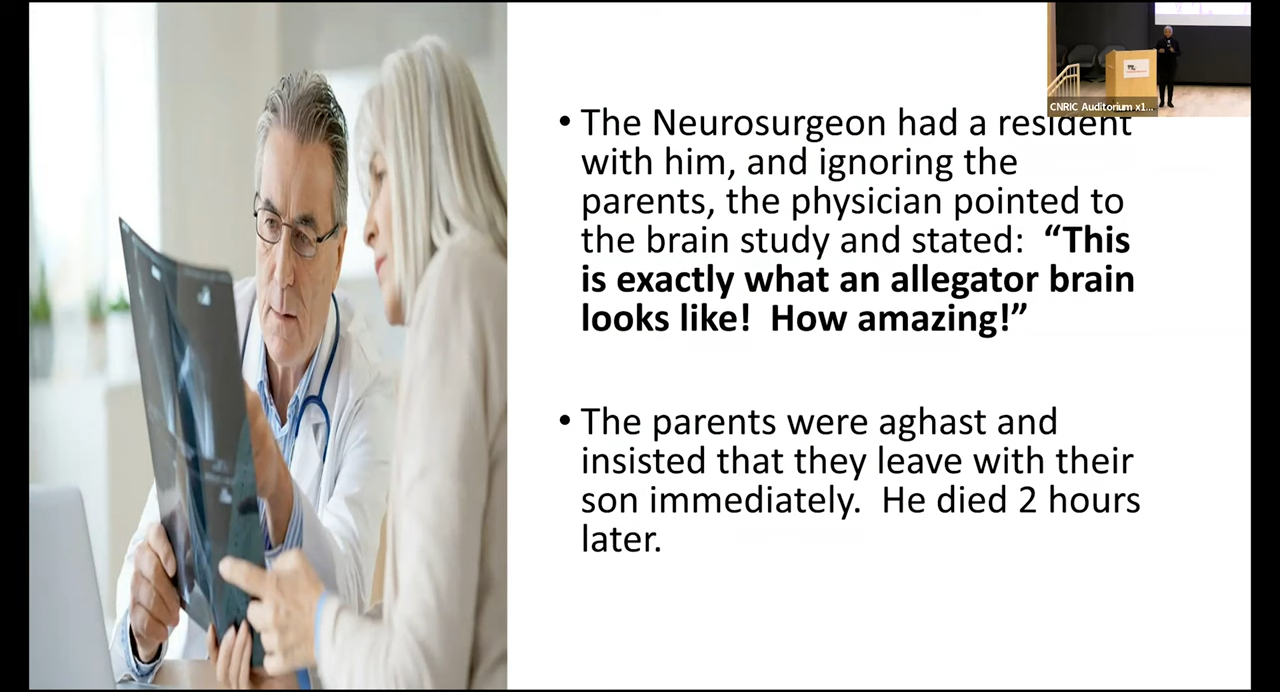 CNRIC Auditorium x1...
• The Neurosurgeon had a resident
with him, and ignoring the
parents, the physician pointed to
the brain study and stated:  “This
is exactly what an allegator brain
looks like!  How amazing!”
• The parents were aghast and
insisted that they leave with their
son immediately.  He died 2 hours
later.